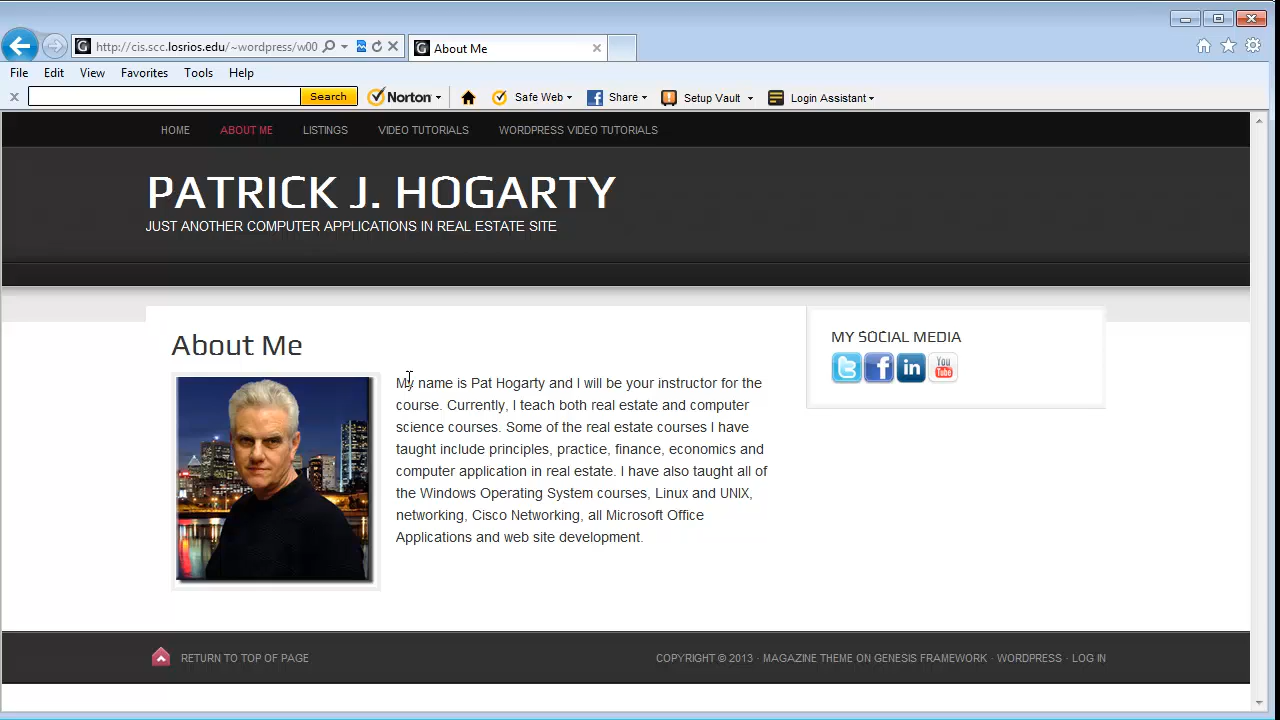 http://cis.scc.losrios.edu/~wordpress/w00
About Me
File Edit View Favorites Tools Help
Search Norton Safe Web Share Setup Vault Login Assistant
HOME ABOUT ME LISTINGS VIDEO TUTORIALS WORDPRESS VIDEO TUTORIALS
PATRICK J. HOGARTY
JUST ANOTHER COMPUTER APPLICATIONS IN REAL ESTATE SITE
About Me
My name is Pat Hogarty and I will be your instructor for the
course. Currently, I teach both real estate and computer
science courses. Some of the real estate courses I have
taught include principles, practice, finance, economics and
computer application in real estate. I have also taught all of
the Windows Operating System courses, Linux and UNIX,
networking, Cisco Networking, all Microsoft Office
Applications and web site development.
MY SOCIAL MEDIA
You Tube
RETURN TO TOP OF PAGE
COPYRIGHT © 2013 · MAGAZINE THEME ON GENESIS FRAMEWORK · WORDPRESS · LOG IN